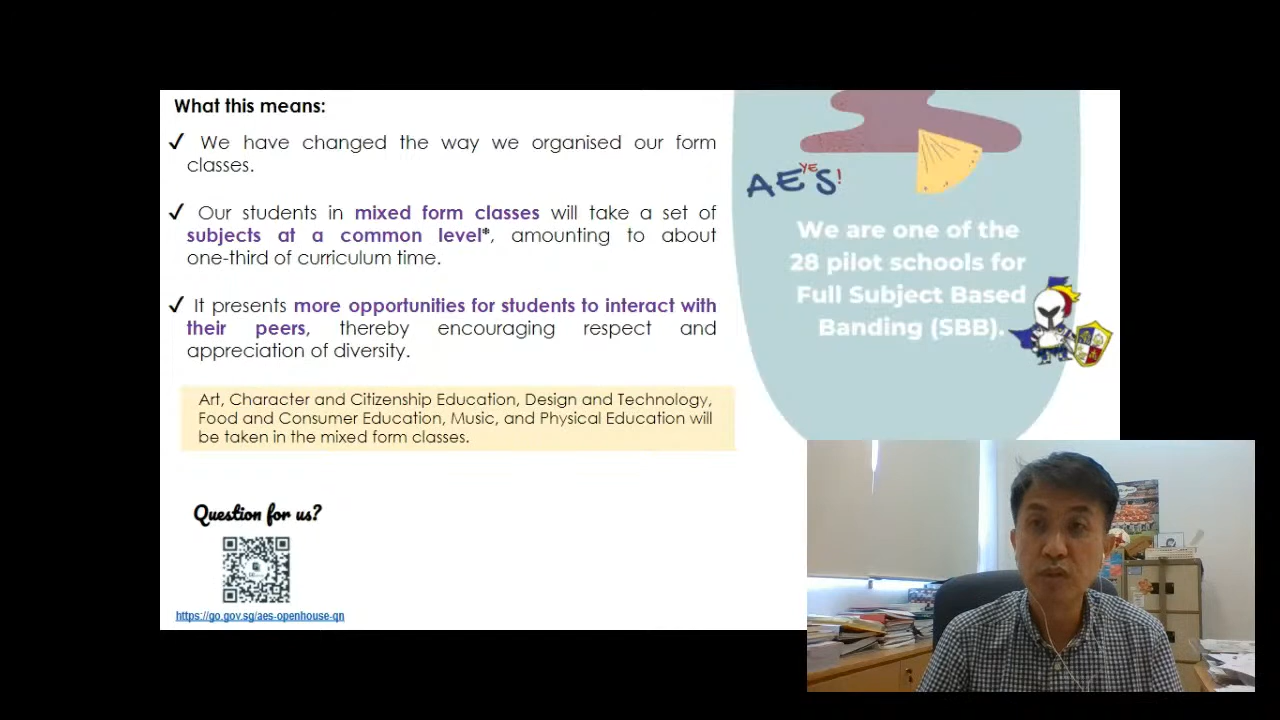 What this means:
✓ We have changed the way we organised our form
classes.
✓ Our students in mixed form classes will take a set of
subjects at a common level*, amounting to about
one-third of curriculum time.
✓ It presents more opportunities for students to interact with
their peers, thereby encouraging respect and
appreciation of diversity.
Art, Character and Citizenship Education, Design and Technology,
Food and Consumer Education, Music, and Physical Education will
be taken in the mixed form classes.
Question for us?
https://go.gov.sg/aes-openhouse-qn
AEYES!
We are one of the
28 pilot schools for
Full Subject Based
Banding (SBB).